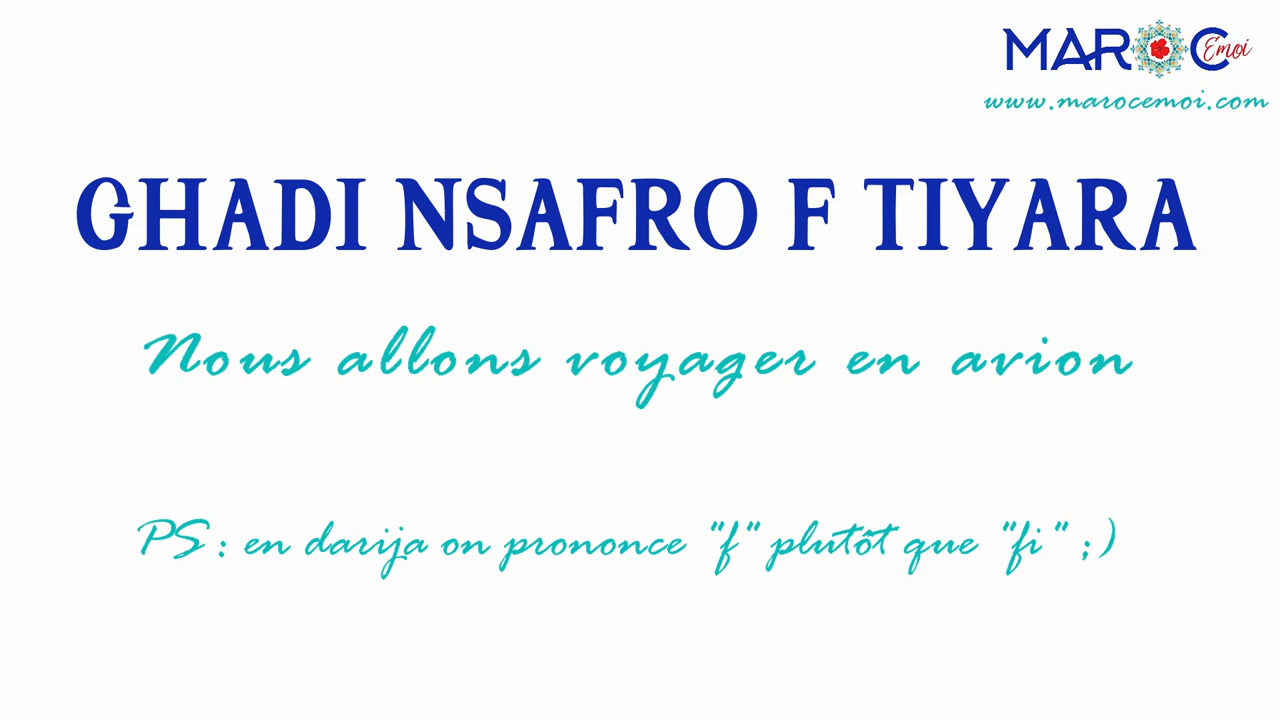 MAROC Emoi
www.marocemoi.com
GHADI NSAFRO F TIYARA
Nous allons voyager en avion
PS : en darija on prononce "f" plutôt que "fi" ;)